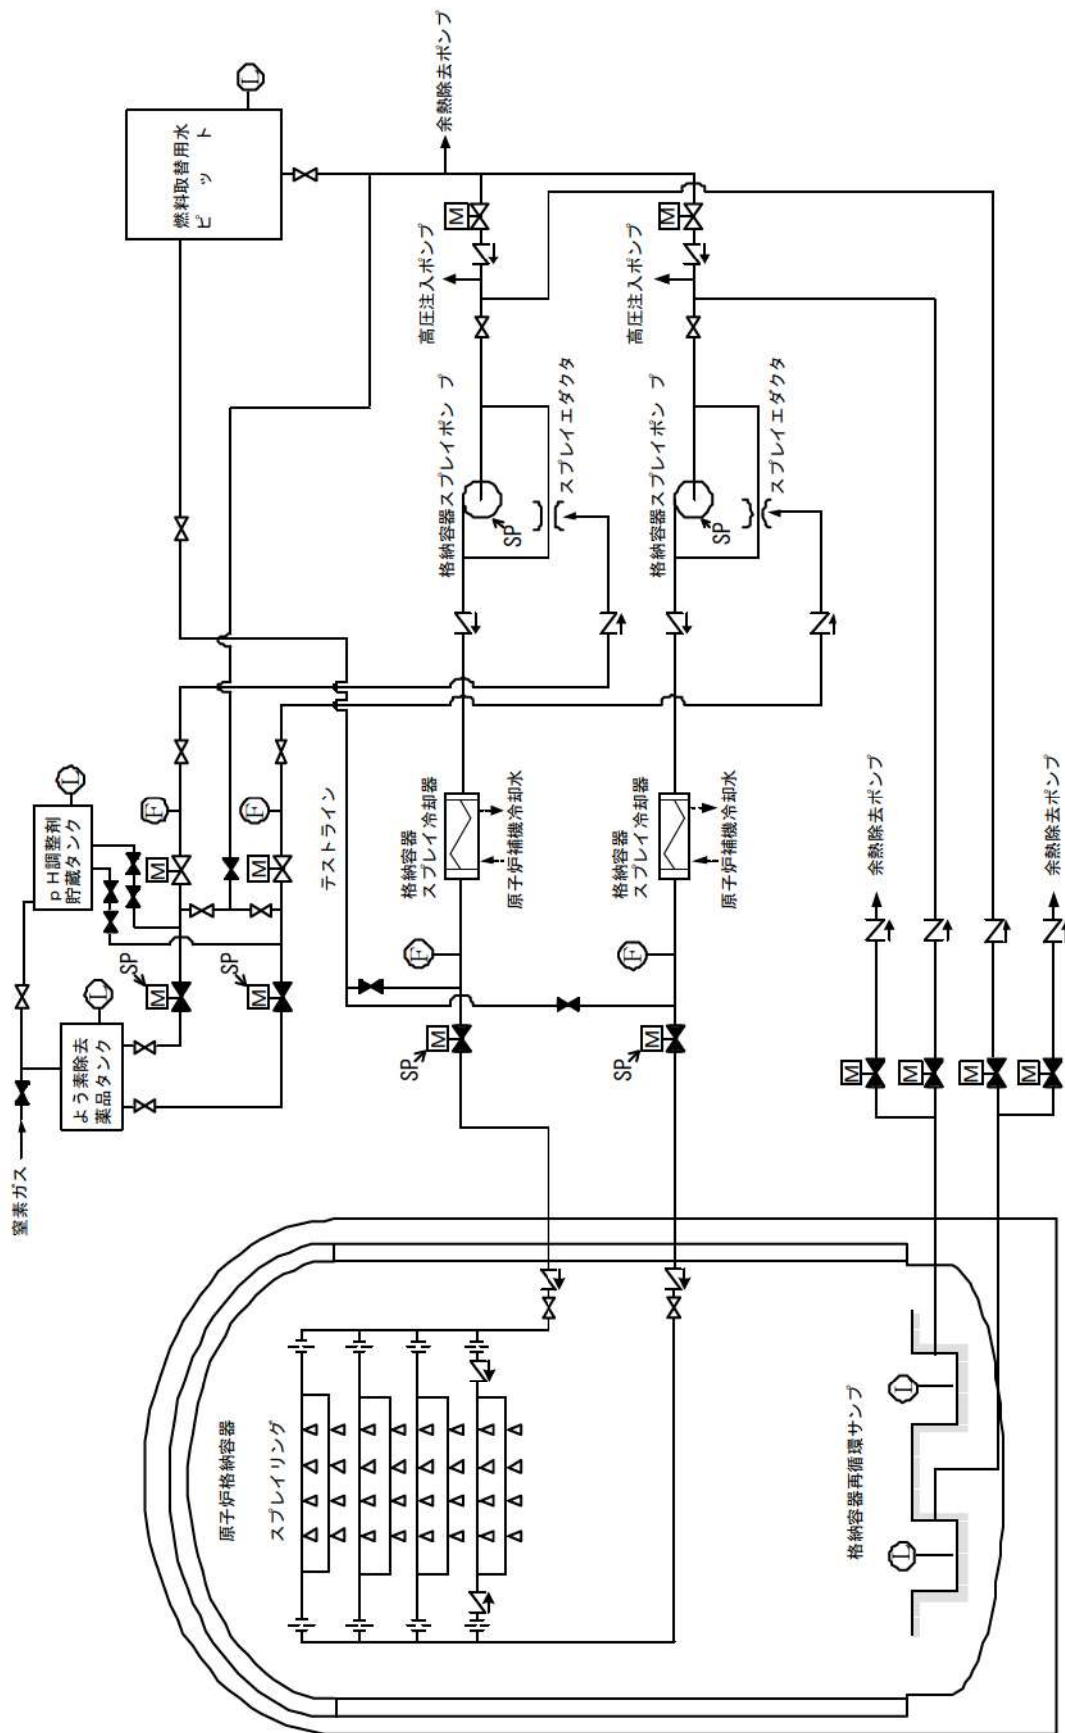 窒素ガス
よう素除去
薬品タンク
L
pH調整剤
貯蔵タンク
L
SP
M
SP
M
M
F
M
F
燃料取替用水
ピット
L
余熱除去ポンプ
テストライン
原子炉格納容器
スプレイリング
SP
M
F
格納容器
スプレイ冷却器
原子炉補機冷却水
格納容器スプレイポンプ
SP
スプレイエダクタ
高圧注入ポンプ
M
SP
M
F
格納容器
スプレイ冷却器
原子炉補機冷却水
格納容器スプレイポンプ
SP
スプレイエダクタ
高圧注入ポンプ
M
格納容器再循環サンプ
L
L
M
余熱除去ポンプ
M
M
M
余熱除去ポンプ